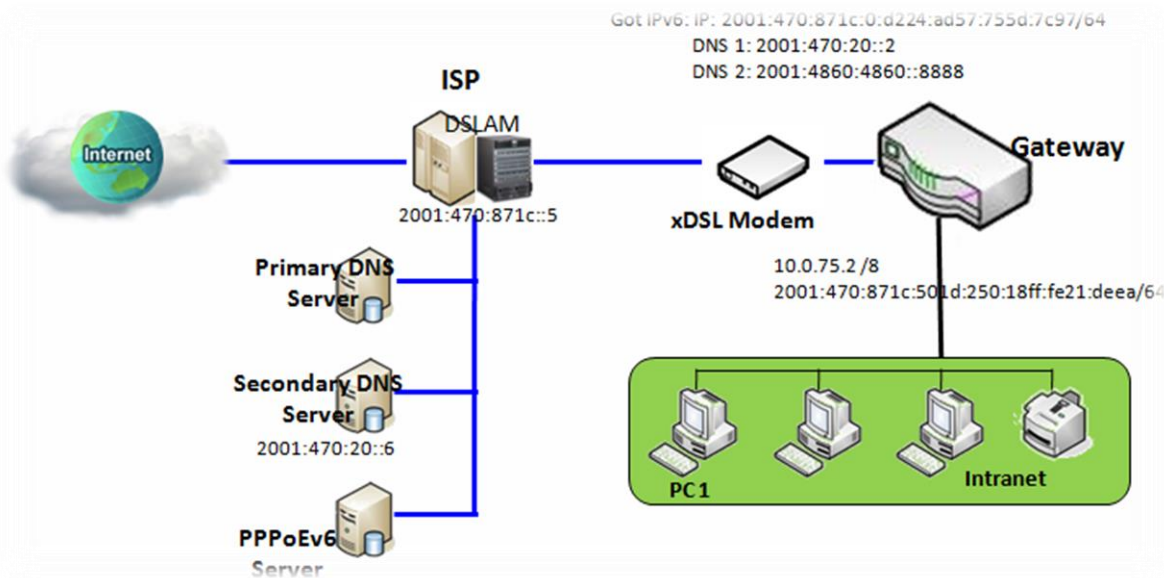 Got IPv6: IP: 2001:470:871c:0:d224:ad57:755d:7c97/64
DNS 1: 2001:470:20::2
DNS 2: 2001:4860:4860::8888
ISP
DSLAM
Internet
Gateway
2001:470:871c::5
xDSL Modem
Primary DNS
Server
10.0.75.2 /8
2001:470:871c:501d:250:18ff:fe21:deea/64
Secondary DNS
Server
2001:470:20::6
PC1
Intranet
PPPoEv6
Server